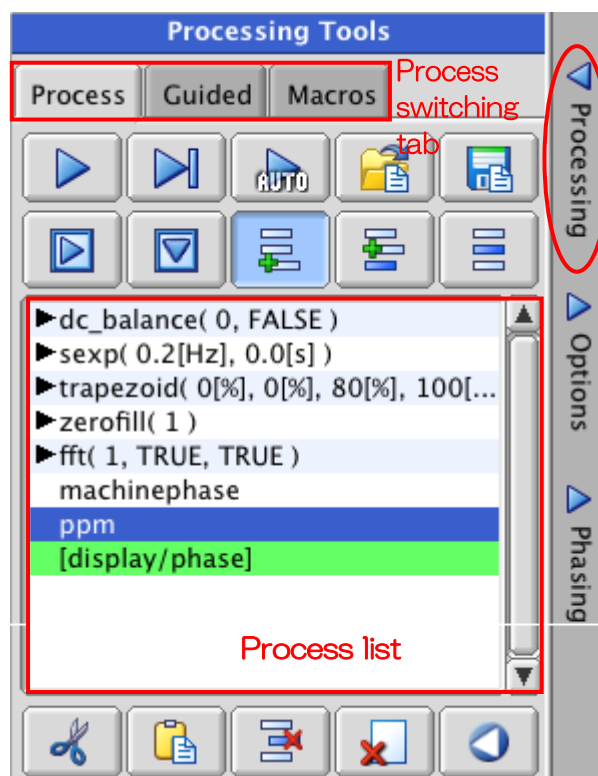 Processing Tools
Process Guided Macros
Process
switching
tab
AUTO
dc_balance( 0, FALSE )
sexp( 0.2[Hz], 0.0[s] )
trapezoid( 0[%], 0[%], 80[%], 100[...
zerofill( 1 )
fft( 1, TRUE, TRUE )
machinephase
ppm
[display/phase]
Process list
Processing
Options
Phasing